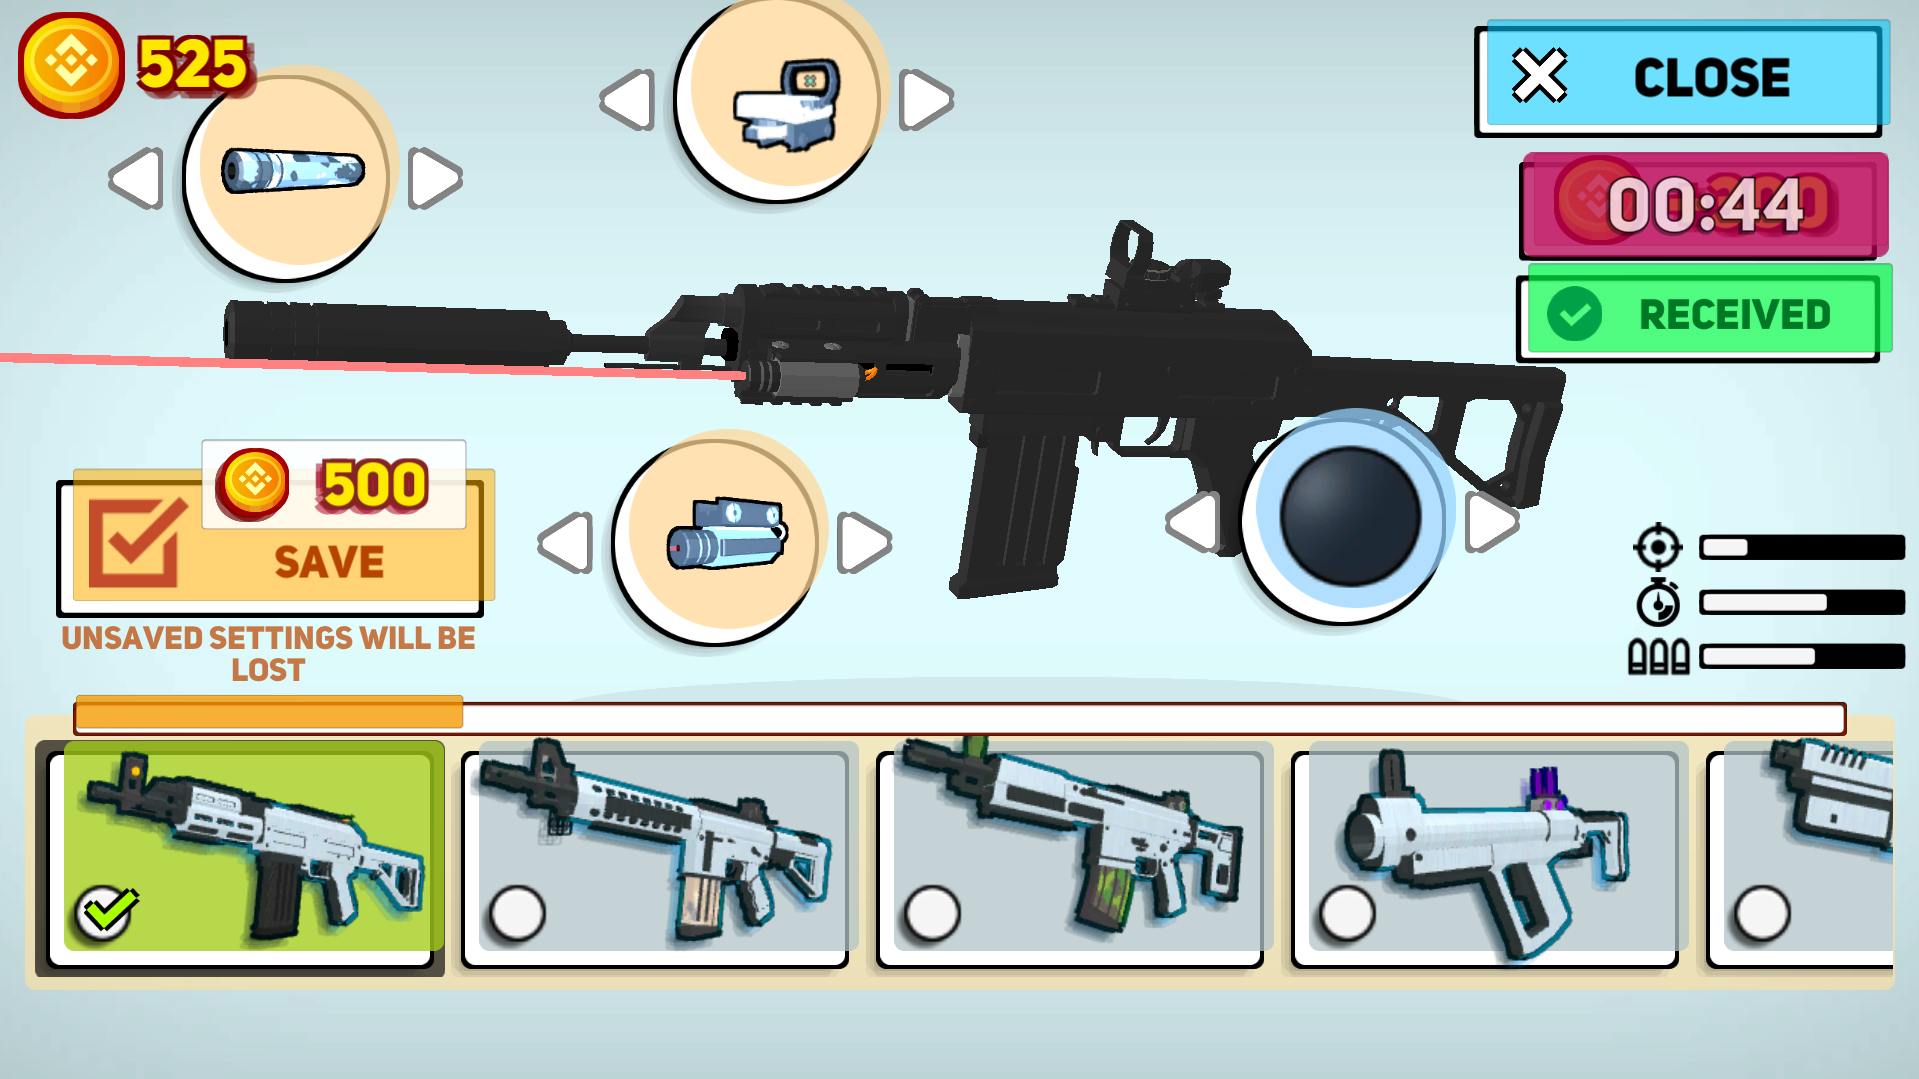 525
CLOSE
00:44
RECEIVED
500
SAVE
UNSAVED SETTINGS WILL BE
LOST